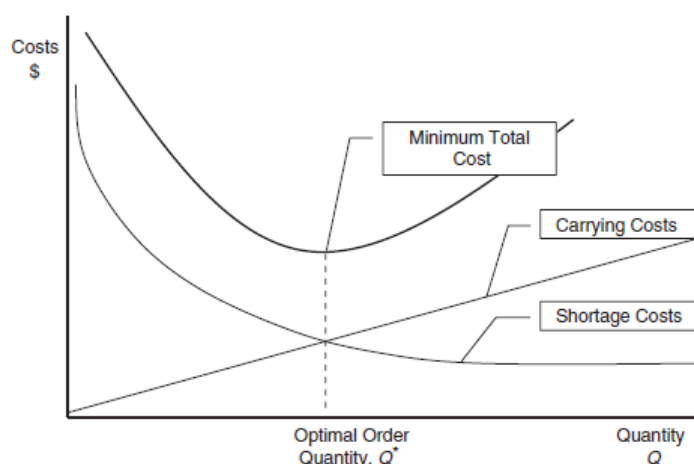 Costs
$
Minimum Total
Cost
Carrying Costs
Shortage Costs
Optimal Order
Quantity, Q*
Quantity
Q